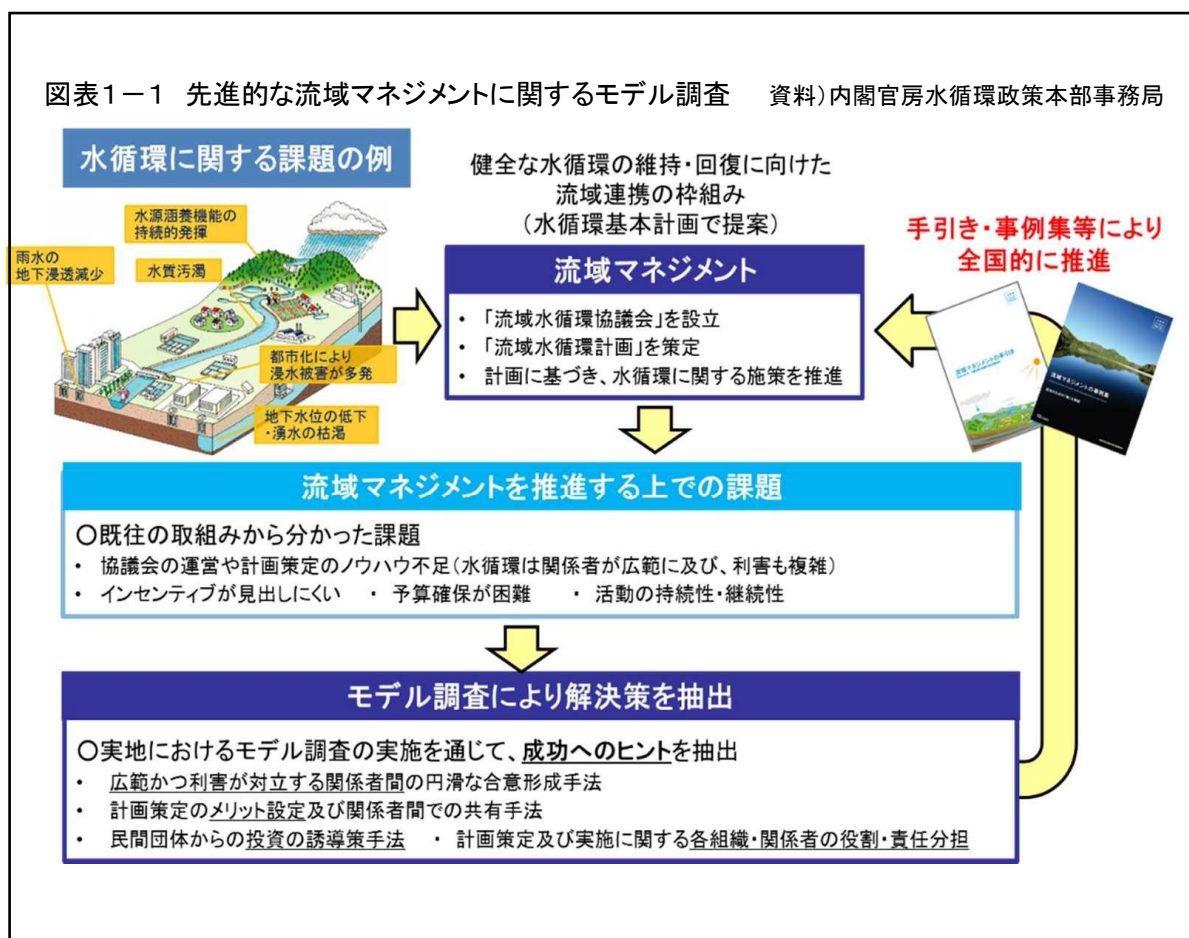 図表1-1 先進的な流域マネジメントに関するモデル調査 資料)内閣官房水循環政策本部事務局
水循環に関する課題の例
水源涵養機能の
持続的発揮
雨水の
地下浸透減少
水質汚濁
都市化により
浸水被害が多発
地下水位の低下
・湧水の枯渇
健全な水循環の維持・回復に向けた
流域連携の枠組み
(水循環基本計画で提案)
流域マネジメント
・ 「流域水循環協議会」を設立
・ 「流域水循環計画」を策定
・ 計画に基づき、水循環に関する施策を推進
手引き・事例集等により
全国的に推進
流域マネジメントの手引き
流域マネジメントの事例集
流域マネジメントを推進する上での課題
〇既往の取組みから分かった課題
・ 協議会の運営や計画策定のノウハウ不足(水循環は関係者が広範に及び、利害も複雑)
・ インセンティブが見出しにくい ・ 予算確保が困難 ・ 活動の持続性・継続性
モデル調査により解決策を抽出
〇実地におけるモデル調査の実施を通じて、成功へのヒントを抽出
・ 広範かつ利害が対立する関係者間の円滑な合意形成手法
・ 計画策定のメリット設定及び関係者間での共有手法
・ 民間団体からの投資の誘導策手法 ・ 計画策定及び実施に関する各組織・関係者の役割・責任分担